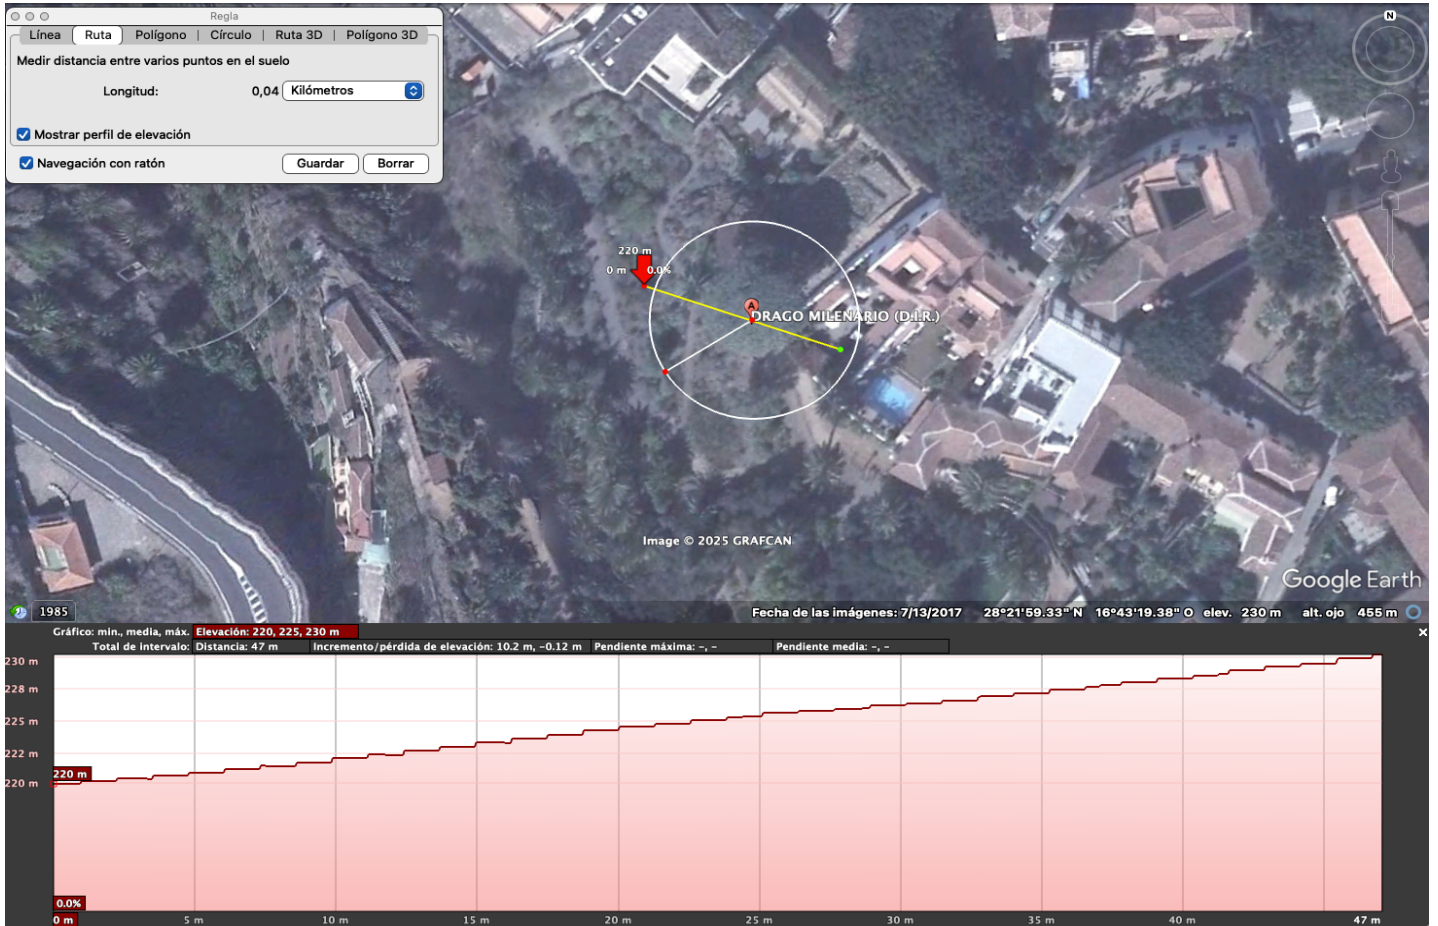 Regla
Línea Ruta Polígono Círculo Ruta 3D Polígono 3D
Medir distancia entre varios puntos en el suelo
Longitud: 0,04 Kilómetros
Mostrar perfil de elevación
Navegación con ratón Guardar Borrar
N
220 m
0 m 0.0%
A
DRAGO MILENARIO (D.I.R.)
Image © 2025 GRAFCAN
Google Earth
1985
Fecha de las imágenes: 7/13/2017 28°21'59.33" N 16°43'19.38" O elev. 230 m alt. ojo 455 m
Gráfico: min., media, máx. Elevación: 220, 225, 230 m
Total de intervalo: Distancia: 47 m Incremento/pérdida de elevación: 10.2 m, -0.12 m Pendiente máxima: -, - Pendiente media: -, -
230 m
228 m
225 m
222 m
220 m
220 m
0.0%
0 m 5 m 10 m 15 m 20 m 25 m 30 m 35 m 40 m 47 m